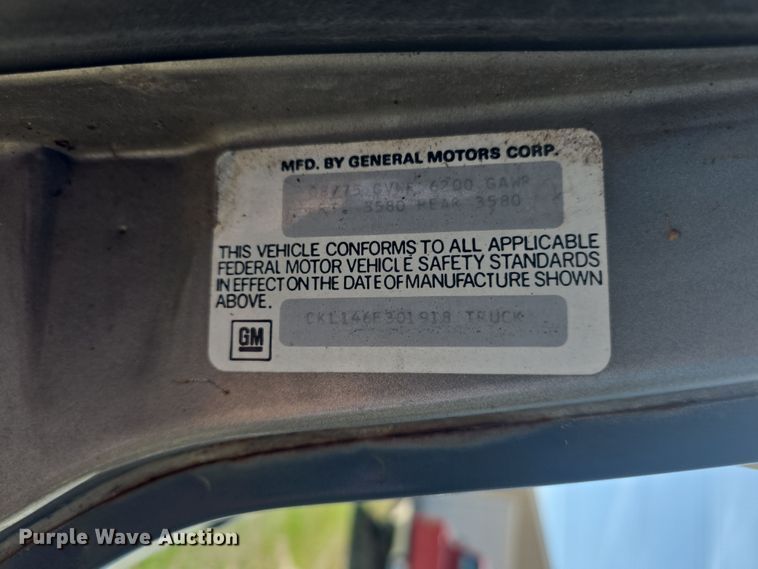 MFD. BY GENERAL MOTORS CORP.
08/75 GVWR 6200 GAWR
FRT. 3580 REAR 3580
THIS VEHICLE CONFORMS TO ALL APPLICABLE
FEDERAL MOTOR VEHICLE SAFETY STANDARDS
IN EFFECT ON THE DATE OF MANUFACTURE SHOWN
ABOVE.
GM
CKL146F301918 TRUCK
Purple Wave Auction